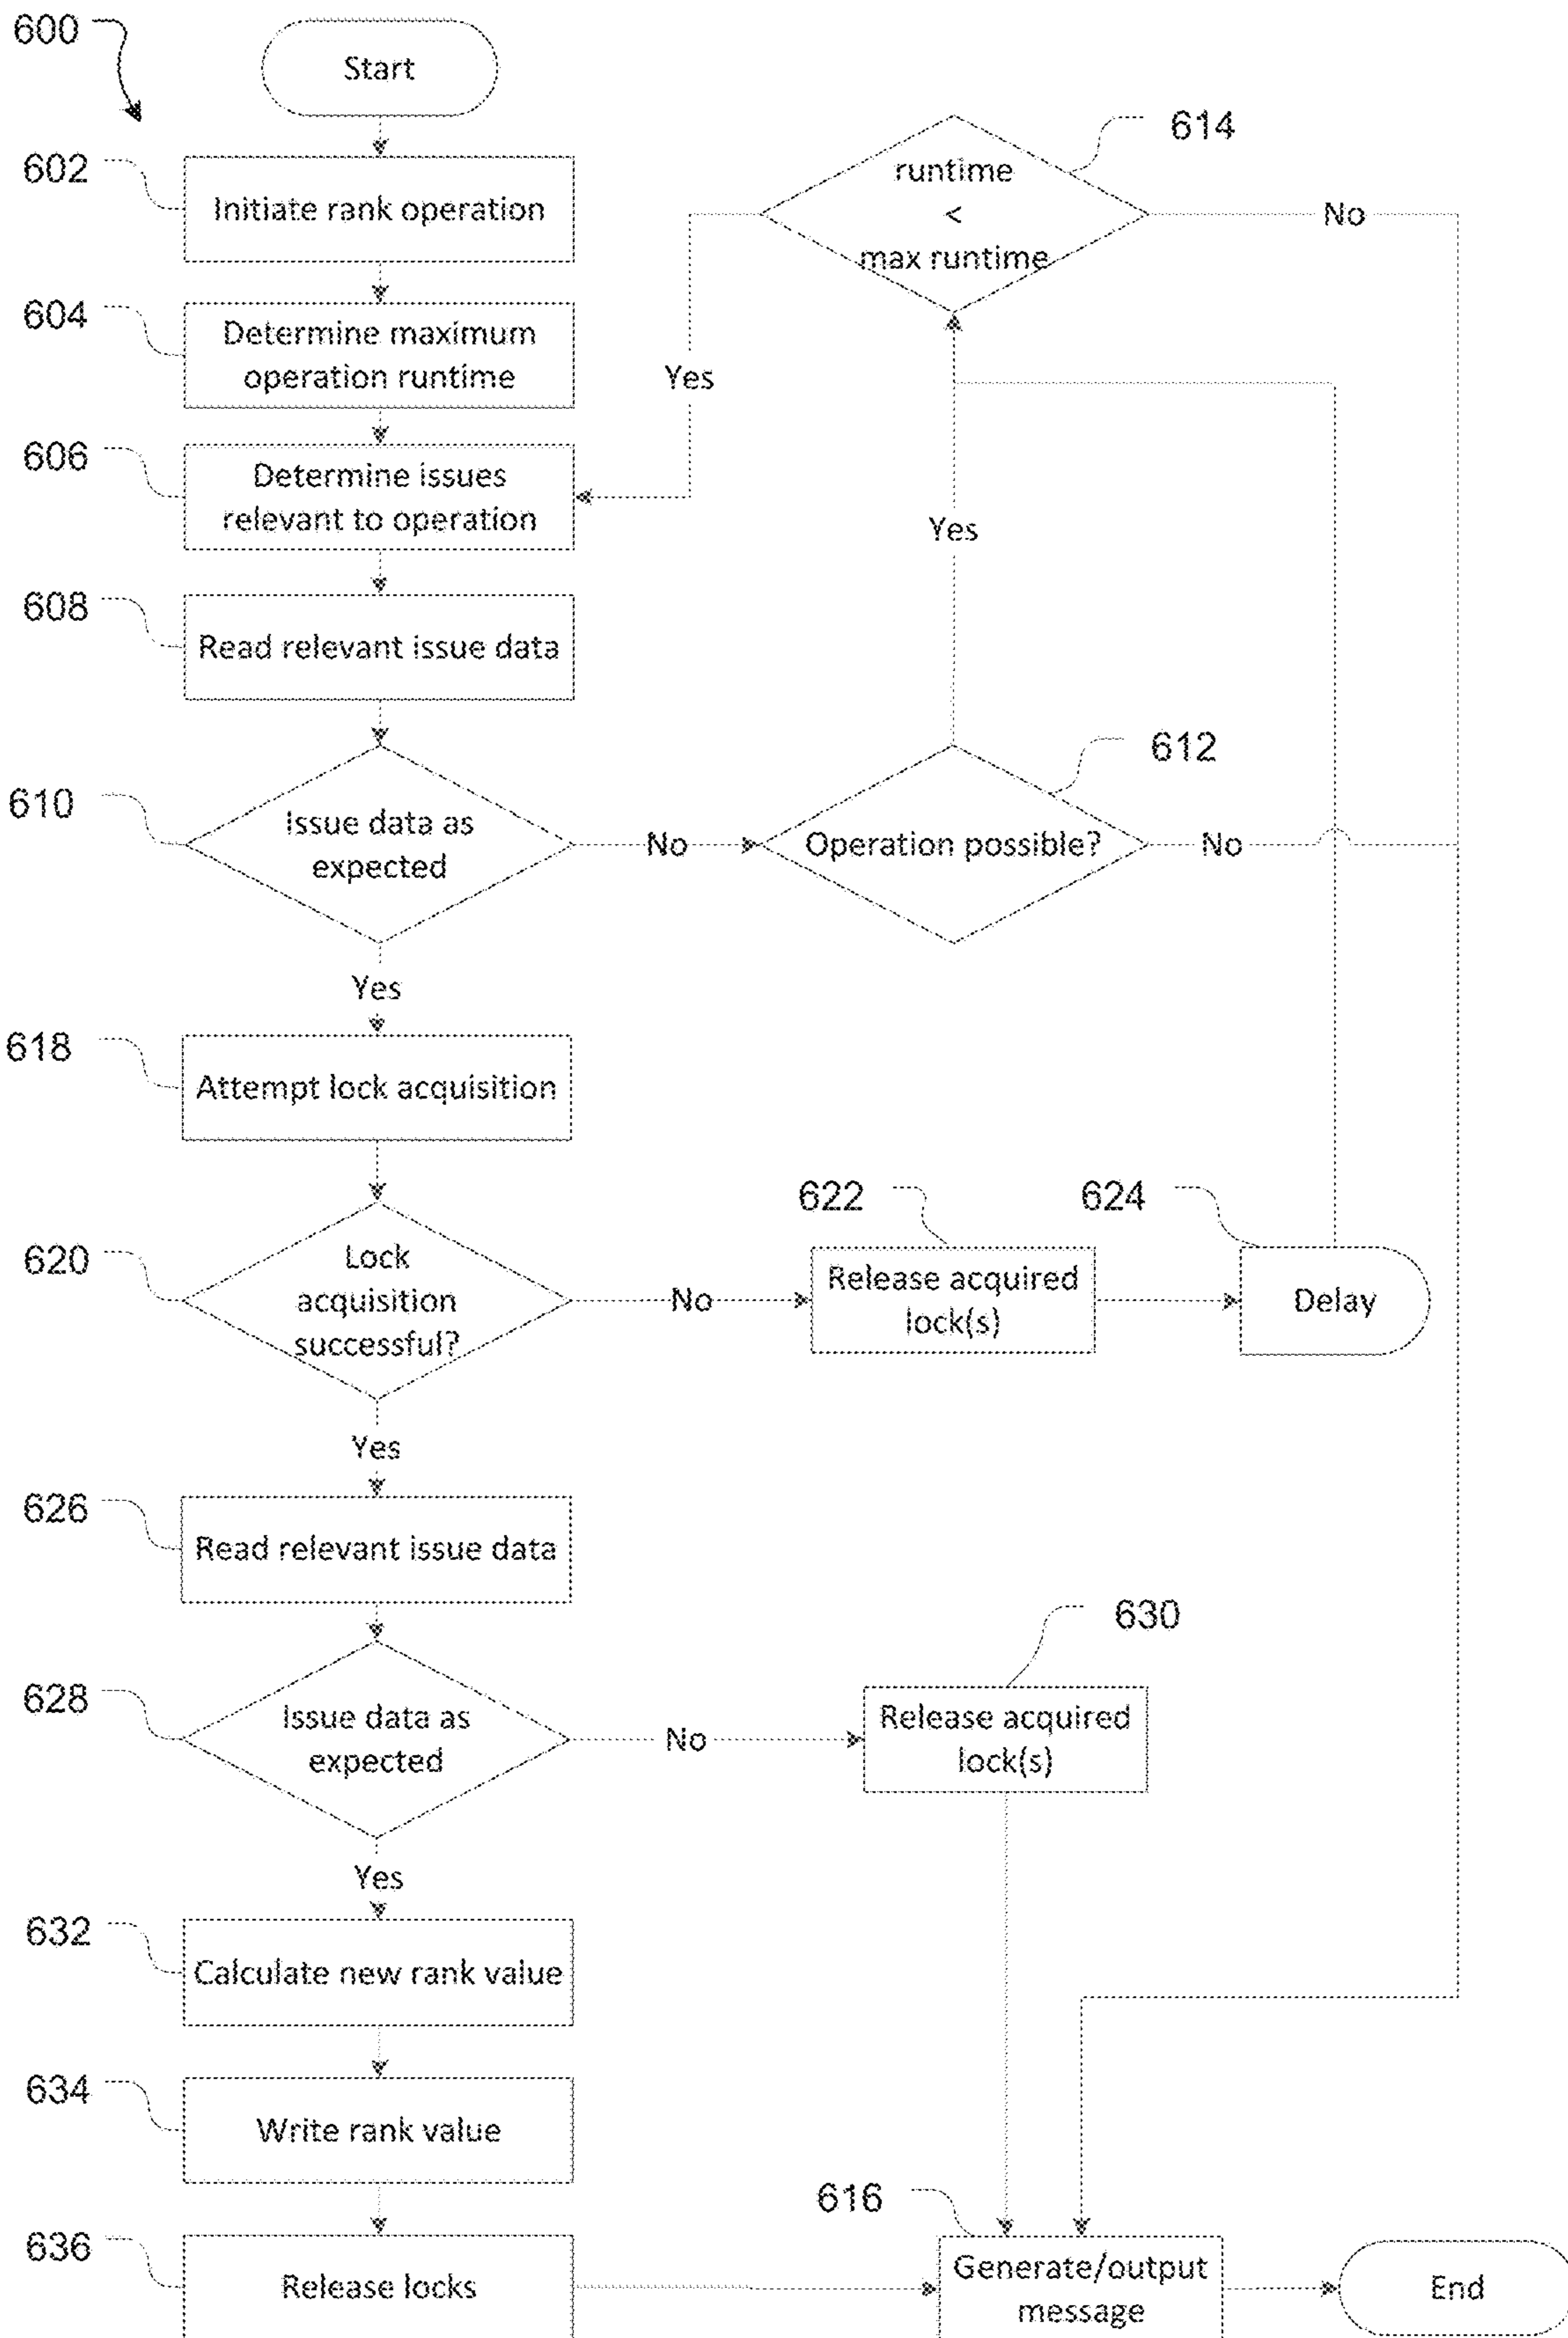 600
Start
602
Initiate rank operation
614
runtime
<
max runtime
No
604
Determine maximum
operation runtime
Yes
606
Determine issues
relevant to operation
Yes
608
Read relevant issue data
610
Issue data as
expected
No
612
Operation possible?
No
Yes
618
Attempt lock acquisition
620
Lock
acquisition
successful?
No
622
Release acquired
lock(s)
624
Delay
Yes
626
Read relevant issue data
628
Issue data as
expected
No
630
Release acquired
lock(s)
Yes
632
Calculate new rank value
634
Write rank value
636
Release locks
616
Generate/output
message
End